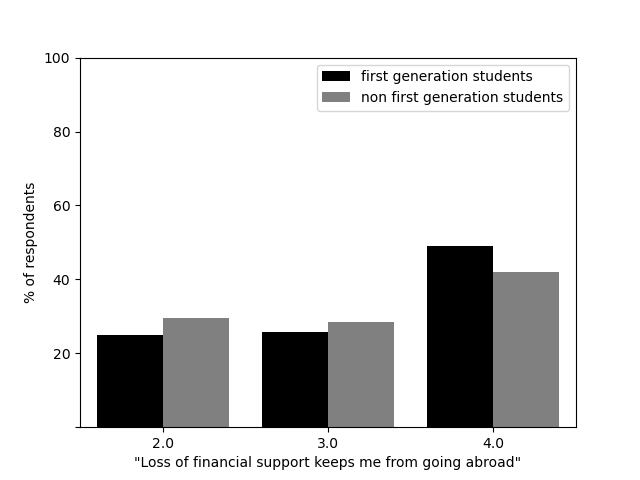 100
first generation students
non first generation students
80
60
40
20
% of respondents
2.0 3.0 4.0
"Loss of financial support keeps me from going abroad"